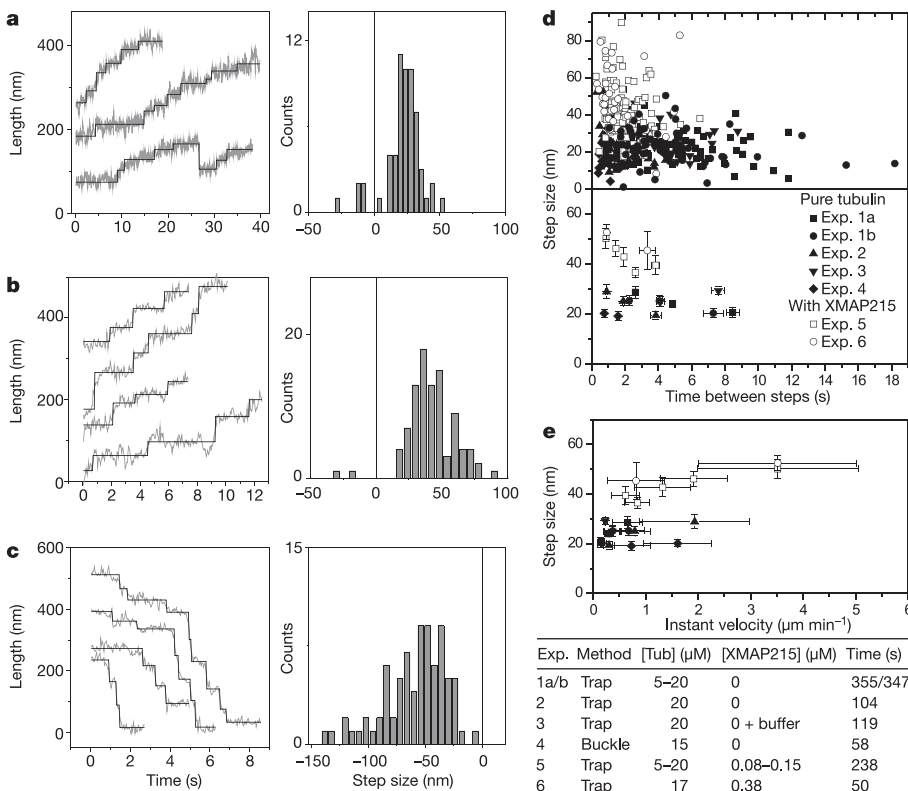 a
400
200
0
Length (nm)
0 10 20 30 40
12
6
0
Counts
−50 0 50 100
b
400
200
0
Length (nm)
0 2 4 6 8 10 12
20
0
Counts
−50 0 50 100
c
600
400
200
0
Length (nm)
0 2 4 6 8
Time (s)
15
0
Counts
−150 −100 −50 0
Step size (nm)
d
80
60
40
20
0
60
40
20
0
Step size (nm)
Pure tubulin
Exp. 1a
Exp. 1b
Exp. 2
Exp. 3
Exp. 4
With XMAP215
Exp. 5
Exp. 6
0 2 4 6 8 10 12 14 16 18
Time between steps (s)
e
60
40
20
0
Step size (nm)
0 1 2 3 4 5 6
Instant velocity (µm min−1)
Exp. Method [Tub] (µM) [XMAP215] (µM) Time (s)
1a/b Trap 5–20 0 355/347
2 Trap 20 0 104
3 Trap 20 0 + buffer 119
4 Buckle 15 0 58
5 Trap 5–20 0.08–0.15 238
6 Trap 17 0.38 50